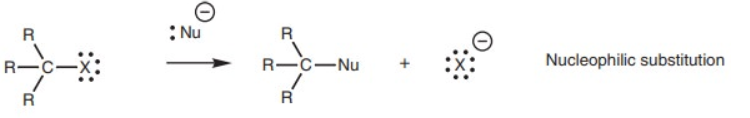 R
R—C—X:
R
:Nu ⊖
R
R—C—Nu
R
+
:X: ⊖
Nucleophilic substitution